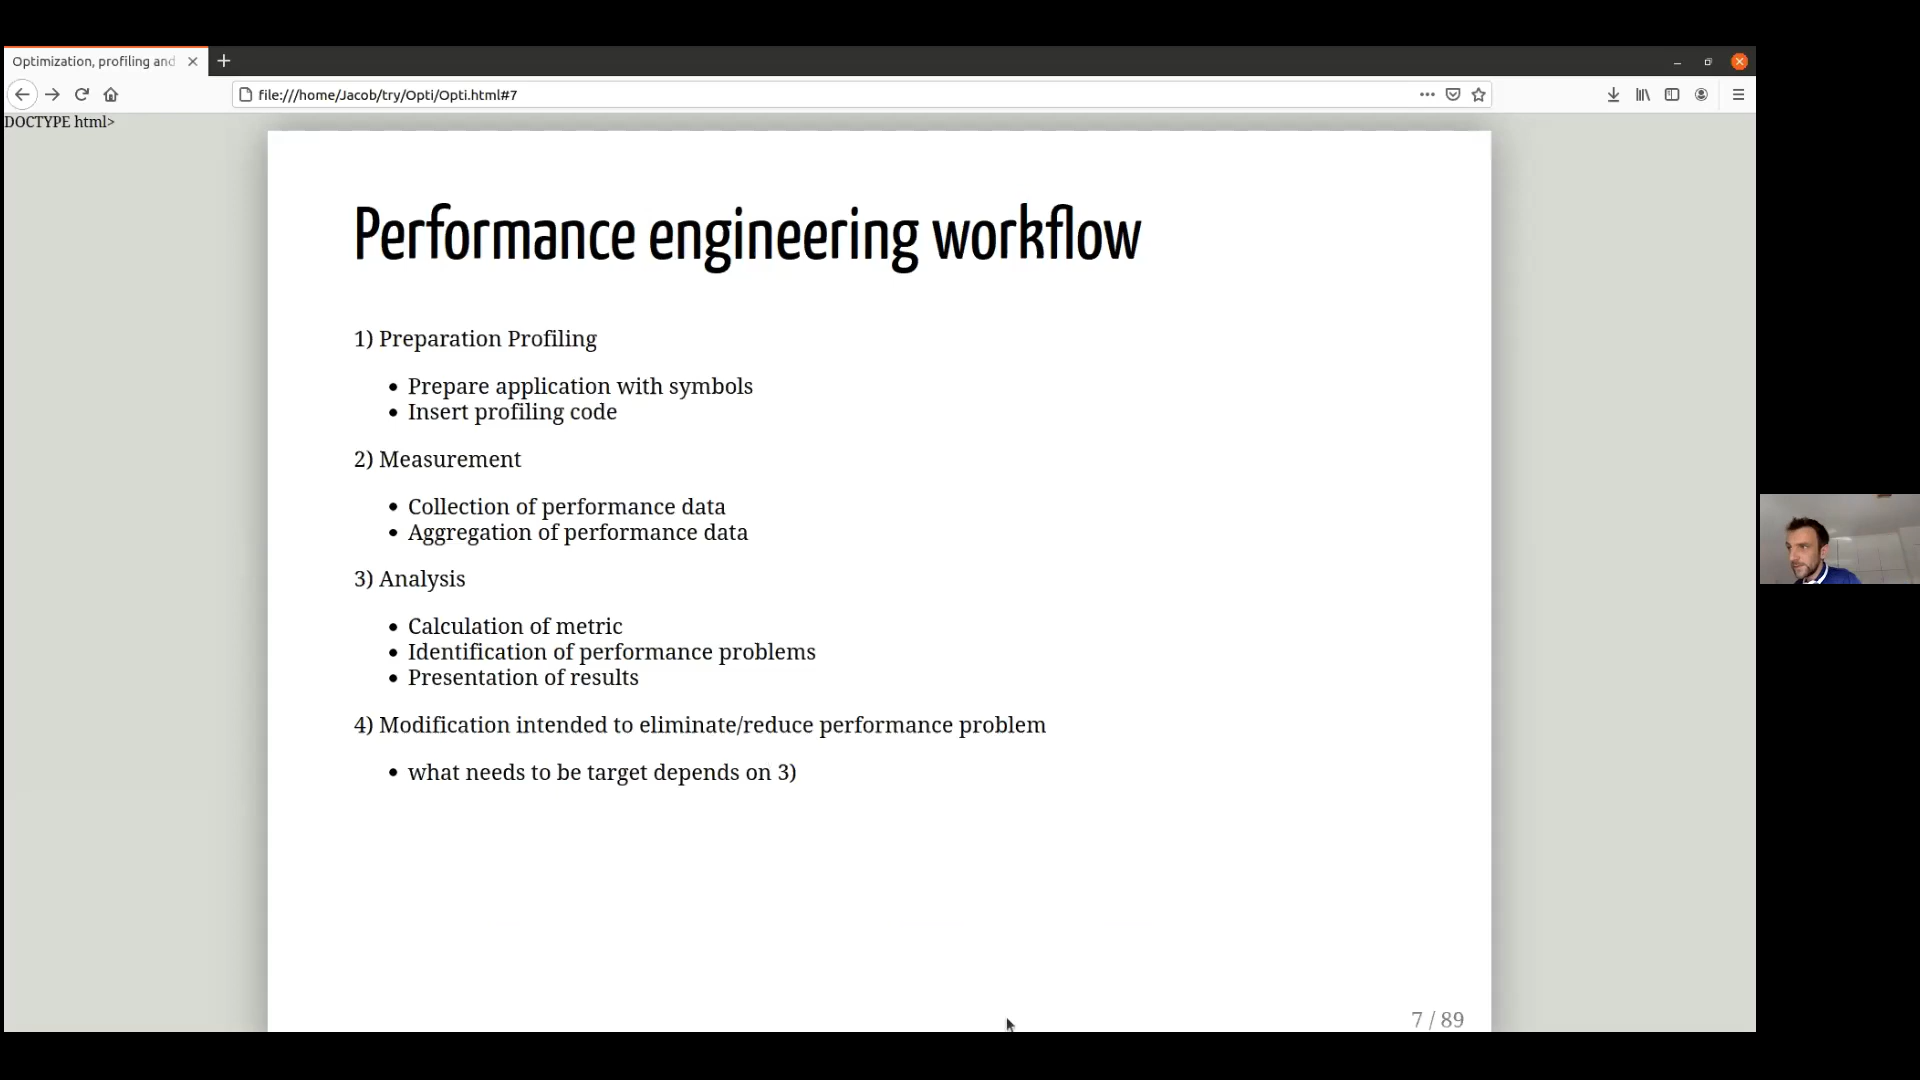 Optimization, profiling and
file:///home/Jacob/try/Opti/Opti.html#7
DOCTYPE html>
Performance engineering workflow
1) Preparation Profiling
• Prepare application with symbols
• Insert profiling code
2) Measurement
• Collection of performance data
• Aggregation of performance data
3) Analysis
• Calculation of metric
• Identification of performance problems
• Presentation of results
4) Modification intended to eliminate/reduce performance problem
• what needs to be target depends on 3)
7 / 89